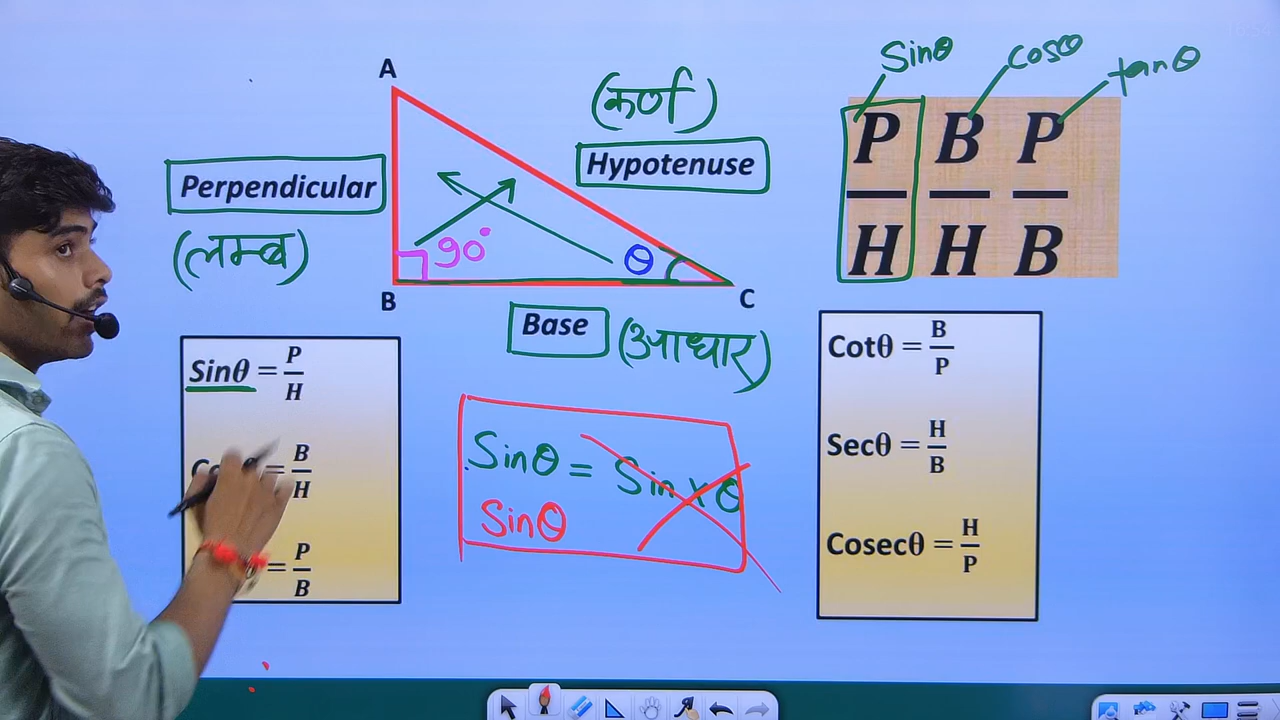 Sinθ
Cosθ
tanθ
A
(कर्ण)
P B P
H H B
Hypotenuse
Perpendicular
(लम्ब)
90°
θ
B
C
Base
(आधार)
Sinθ = P/H
= B/H
θ = P/B
Sinθ = Sin × θ
Sinθ
Cotθ = B/P
Secθ = H/B
Cosecθ = H/P